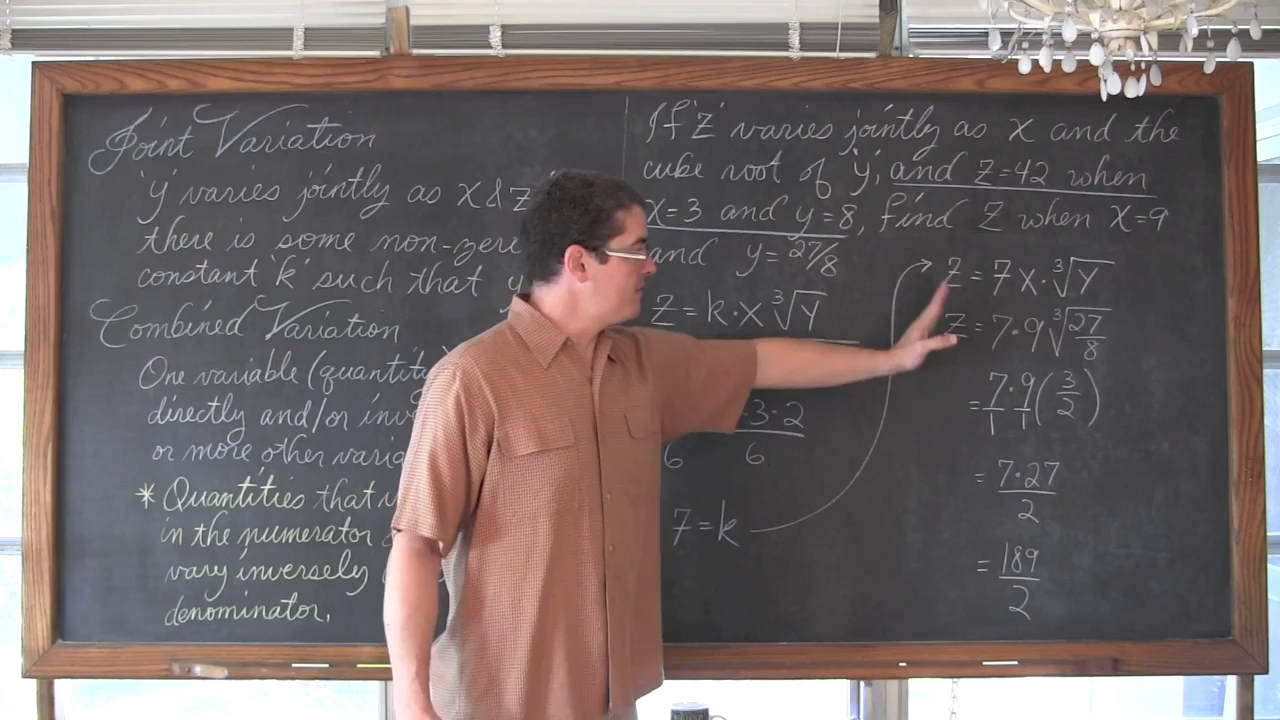 Joint Variation
'y' varies jointly as x & z
there is some non-zero
constant 'k' such that y
Combined Variation
One variable (quantity)
directly and/or inv
or more other varia
* Quantities that
in the numerator
vary inversely
denominator.
If 'z' varies jointly as x and the
cube root of 'y', and z=42 when
x=3 and y=8, find z when x=9
and y=27/8
z = k·x ∛y
·3·2
6 6
7=k
z = 7x·∛y
z = 7·9 ∛(27/8)
= 7/1·9/1(3/2)
= 7·27/2
= 189/2